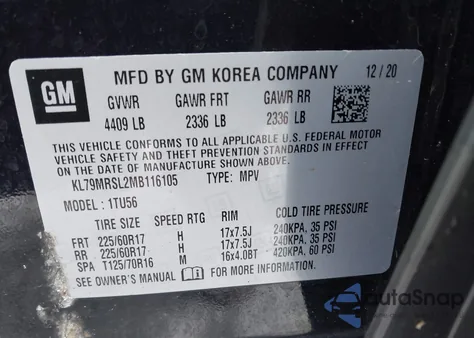 GM
MFD BY GM KOREA COMPANY 12/20
GVWR GAWR FRT GAWR RR
4409 LB 2336 LB 2336 LB
THIS VEHICLE CONFORMS TO ALL APPLICABLE U.S. FEDERAL MOTOR
VEHICLE SAFETY AND THEFT PREVENTION STANDARDS IN EFFECT ON THE
DATE OF MANUFACTURE SHOWN ABOVE.
KL79MRSL2MB116105 TYPE: MPV
MODEL : 1TU56
TIRE SIZE SPEED RTG RIM COLD TIRE PRESSURE
FRT 225/60R17 H 17x7.5J 240KPA, 35 PSI
RR 225/60R17 H 17x7.5J 240KPA, 35 PSI
SPA T125/70R16 M 16x4.0BT 420KPA, 60 PSI
SEE OWNER'S MANUAL FOR MORE INFORMATION
AutaSnap